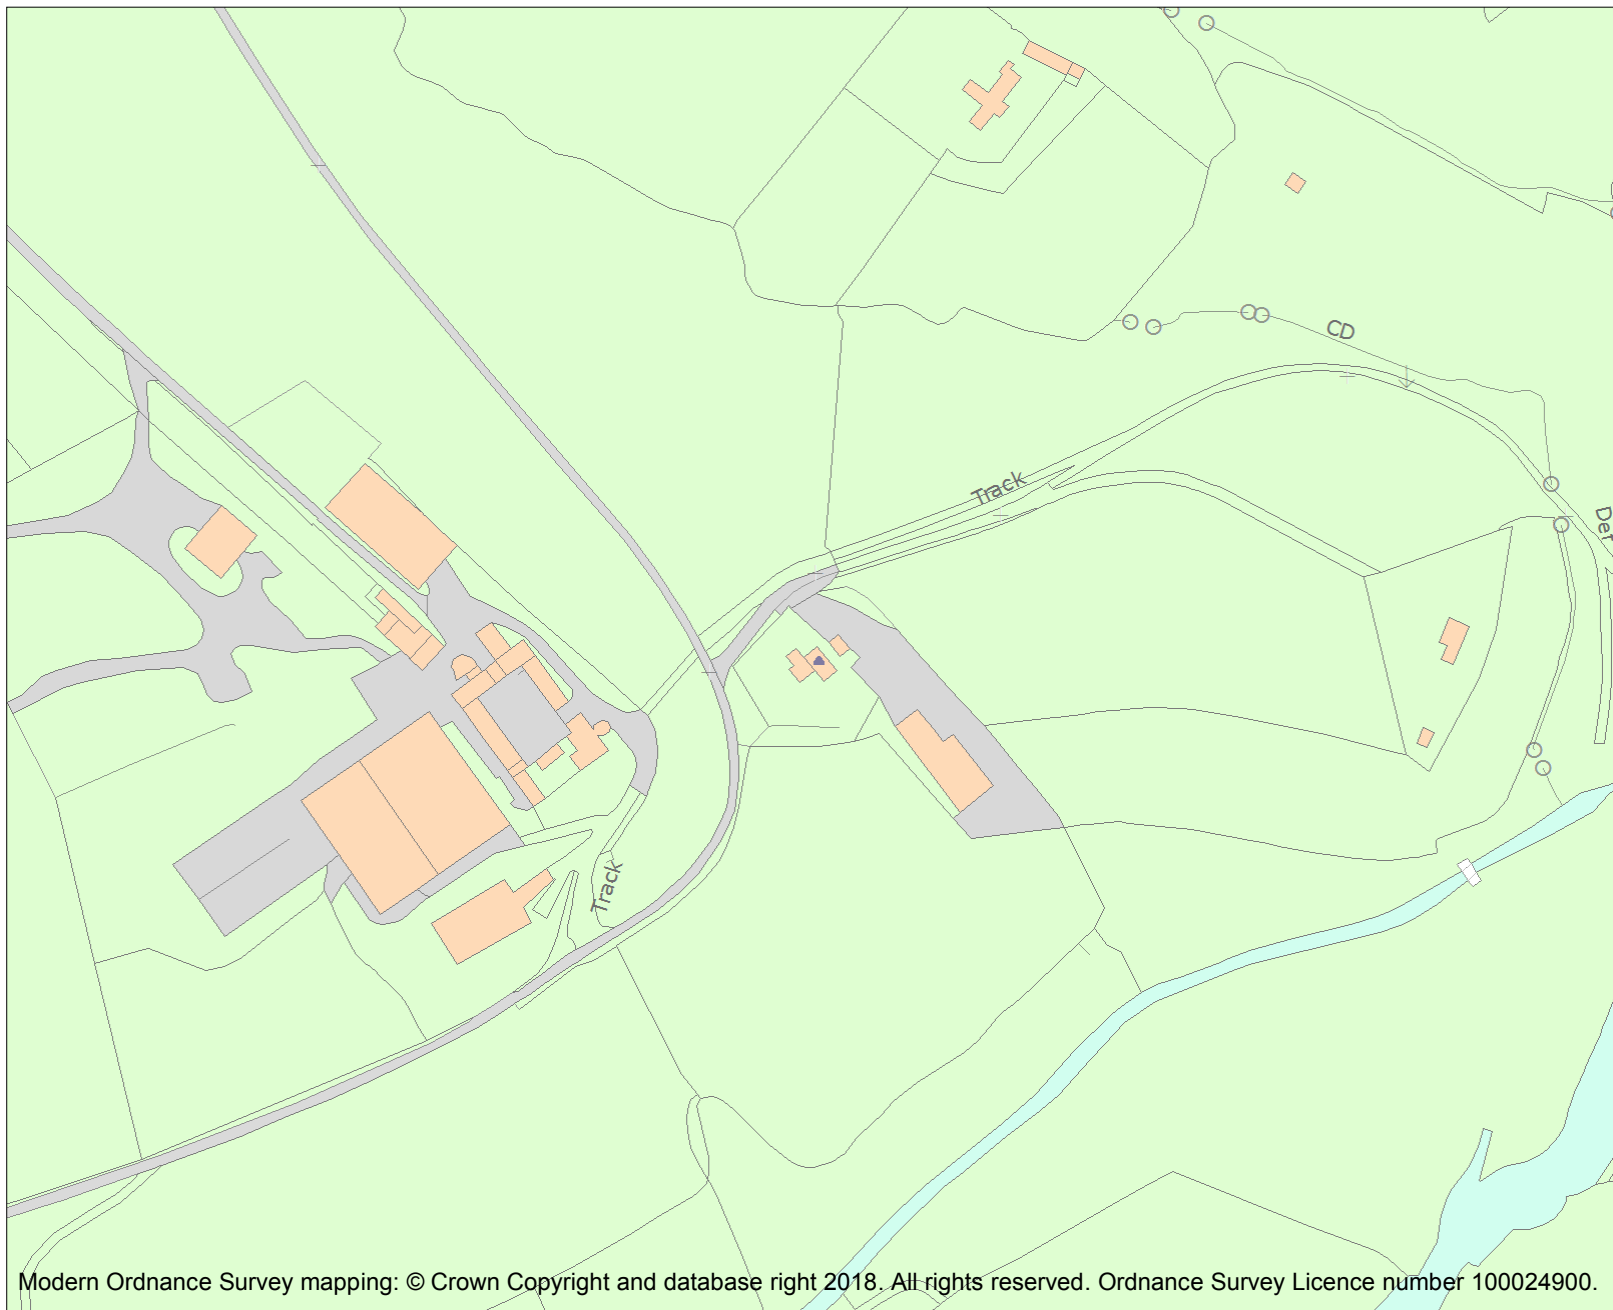 CD
Track
Def
Track
Modern Ordnance Survey mapping: © Crown Copyright and database right 2018. All rights reserved. Ordnance Survey Licence number 100024900.